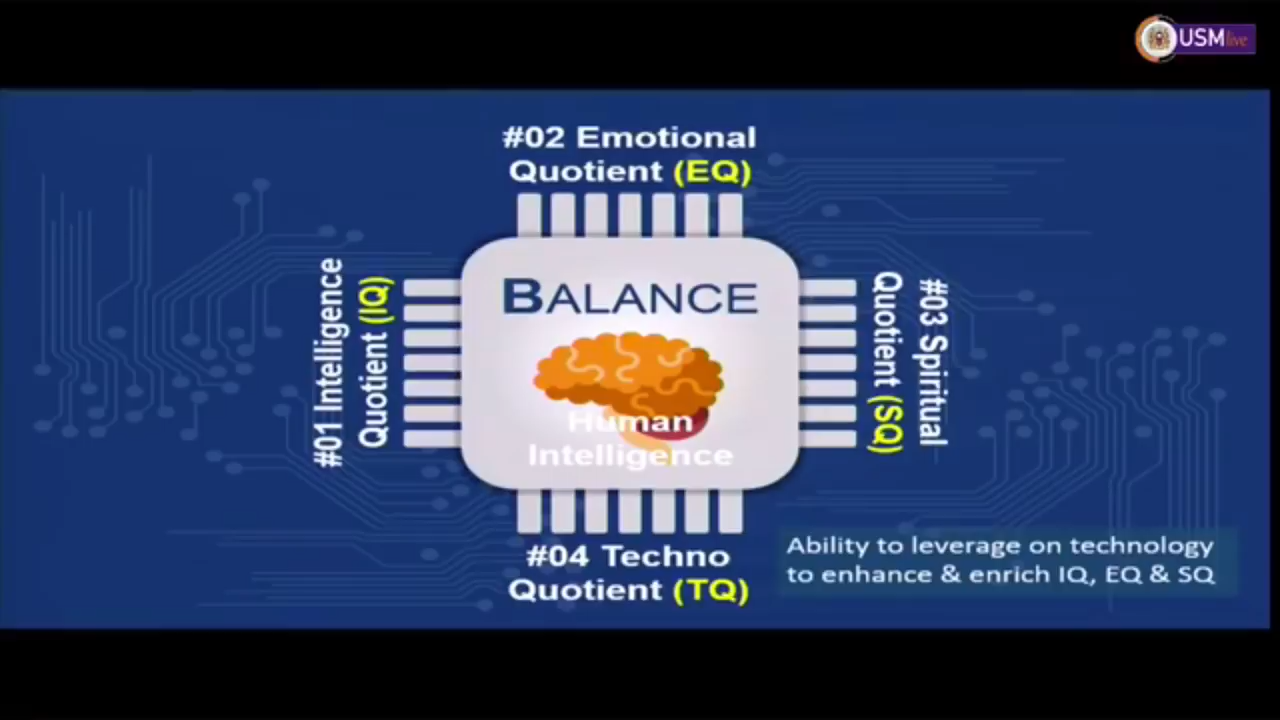 USMlive
#02 Emotional
Quotient (EQ)
#01 Intelligence
Quotient (IQ)
BALANCE
Human
Intelligence
#03 Spiritual
Quotient (SQ)
#04 Techno
Quotient (TQ)
Ability to leverage on technology
to enhance & enrich IQ, EQ & SQ